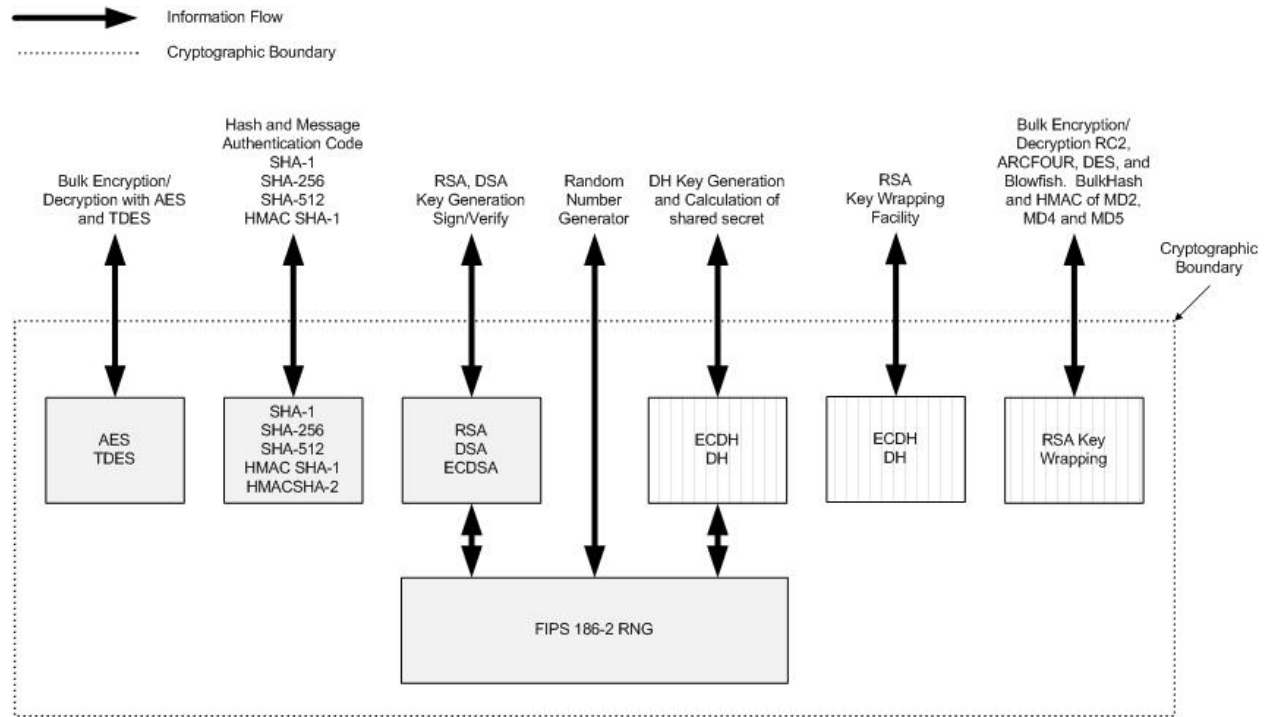 Information Flow
Cryptographic Boundary
Bulk Encryption/
Decryption with AES
and TDES
Hash and Message
Authentication Code
SHA-1
SHA-256
SHA-512
HMAC SHA-1
RSA, DSA
Key Generation
Sign/Verify
Random
Number
Generator
DH Key Generation
and Calculation of
shared secret
RSA
Key Wrapping
Facility
Bulk Encryption/
Decryption RC2,
ARCFOUR, DES, and
Blowfish. BulkHash
and HMAC of MD2,
MD4 and MD5
Cryptographic
Boundary
AES
TDES
SHA-1
SHA-256
SHA-512
HMAC SHA-1
HMACSHA-2
RSA
DSA
ECDSA
ECDH
DH
ECDH
DH
RSA Key
Wrapping
FIPS 186-2 RNG